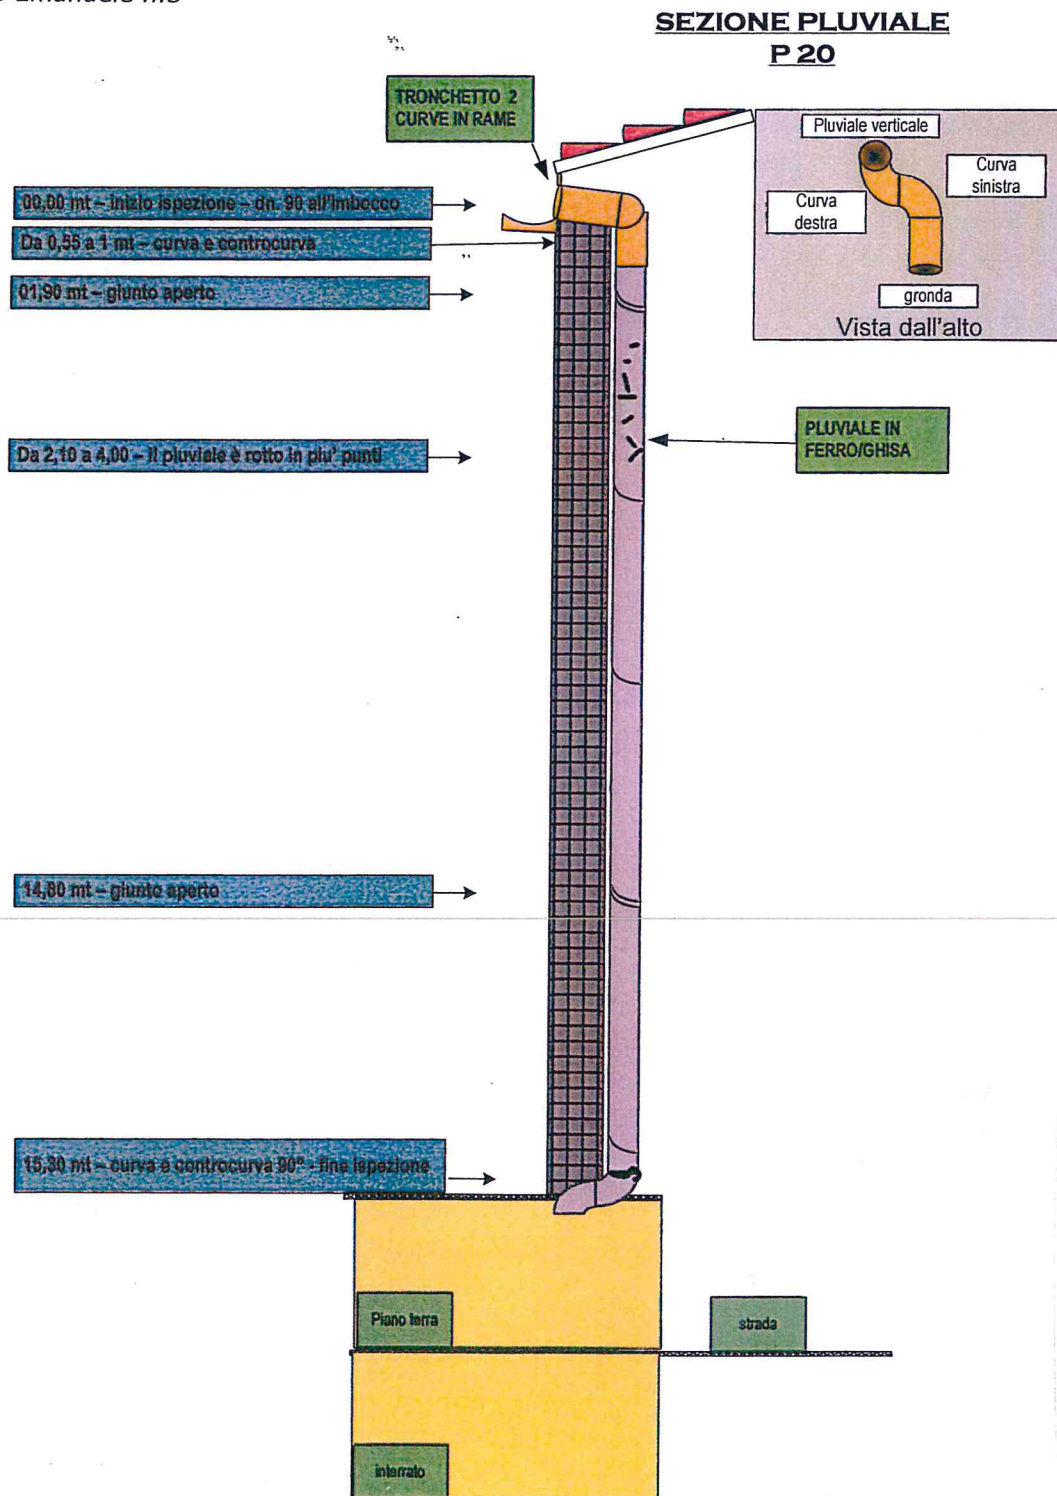 Emanuele
SEZIONE PLUVIALE
P 20
TRONCHETTO 2
CURVE IN RAME
Pluviale verticale
Curva
sinistra
Curva
destra
gronda
Vista dall'alto
00,00 mt – inizio ispezione – dn. 90 all'imbocco
Da 0,55 a 1 mt – curva e controcurva
01,90 mt – giunto aperto
Da 2,10 a 4,00 – il pluviale è rotto in piu' punti
PLUVIALE IN
FERRO/GHISA
14,80 mt – giunto aperto
15,30 mt – curva e controcurva 90° - fine ispezione
Piano terra
strada
interrato